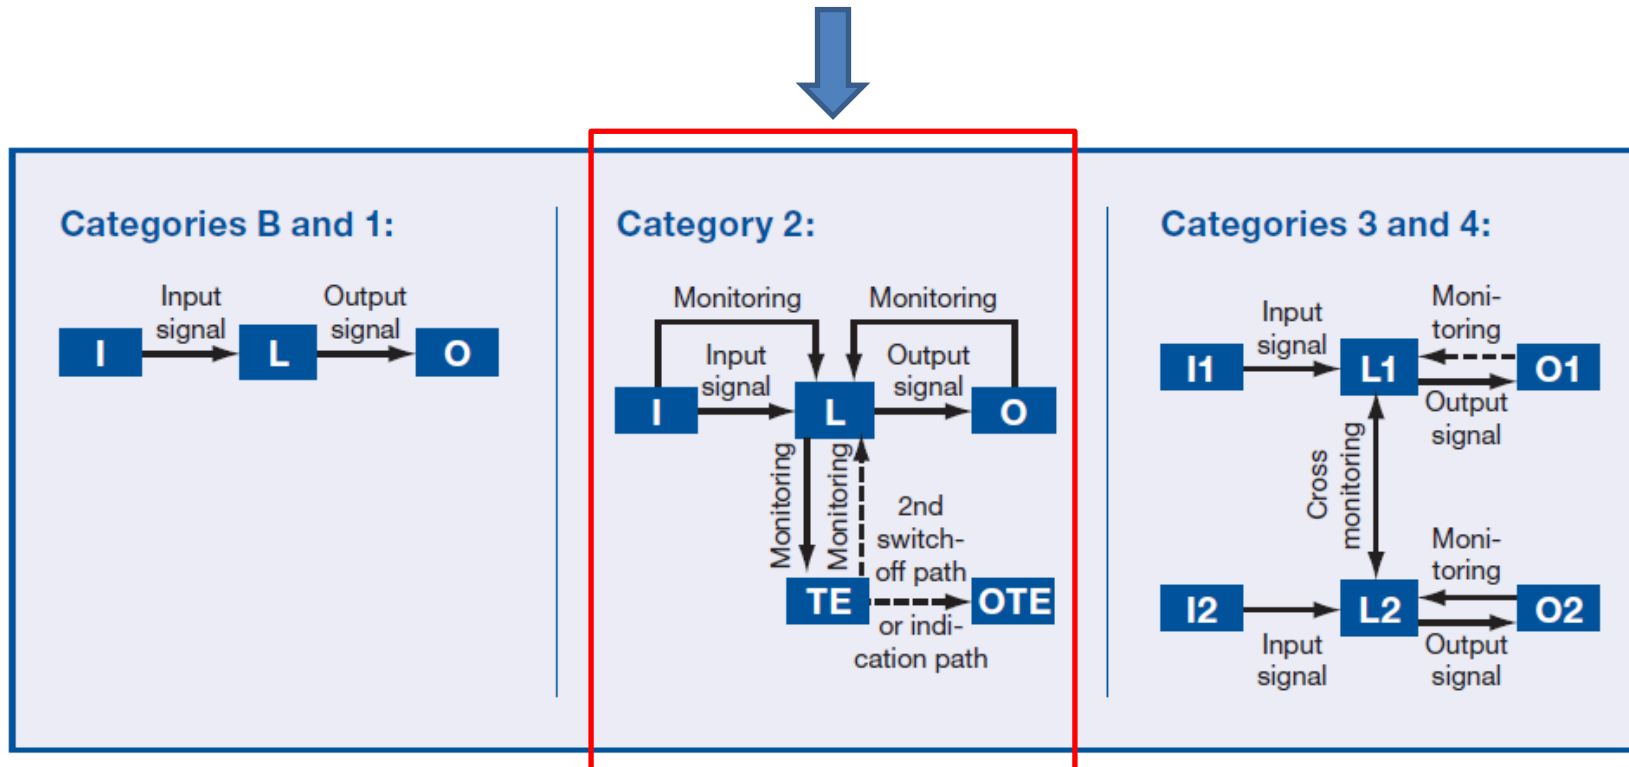 Categories B and 1:
Input
signal
Output
signal
I
L
O
Category 2:
Monitoring
Monitoring
Input
signal
Output
signal
I
L
O
Monitoring
Monitoring
2nd
switch-
off path
TE
OTE
or indi-
cation path
Categories 3 and 4:
Input
signal
Moni-
toring
I1
L1
O1
Output
signal
Cross
monitoring
Moni-
toring
I2
L2
O2
Input
signal
Output
signal